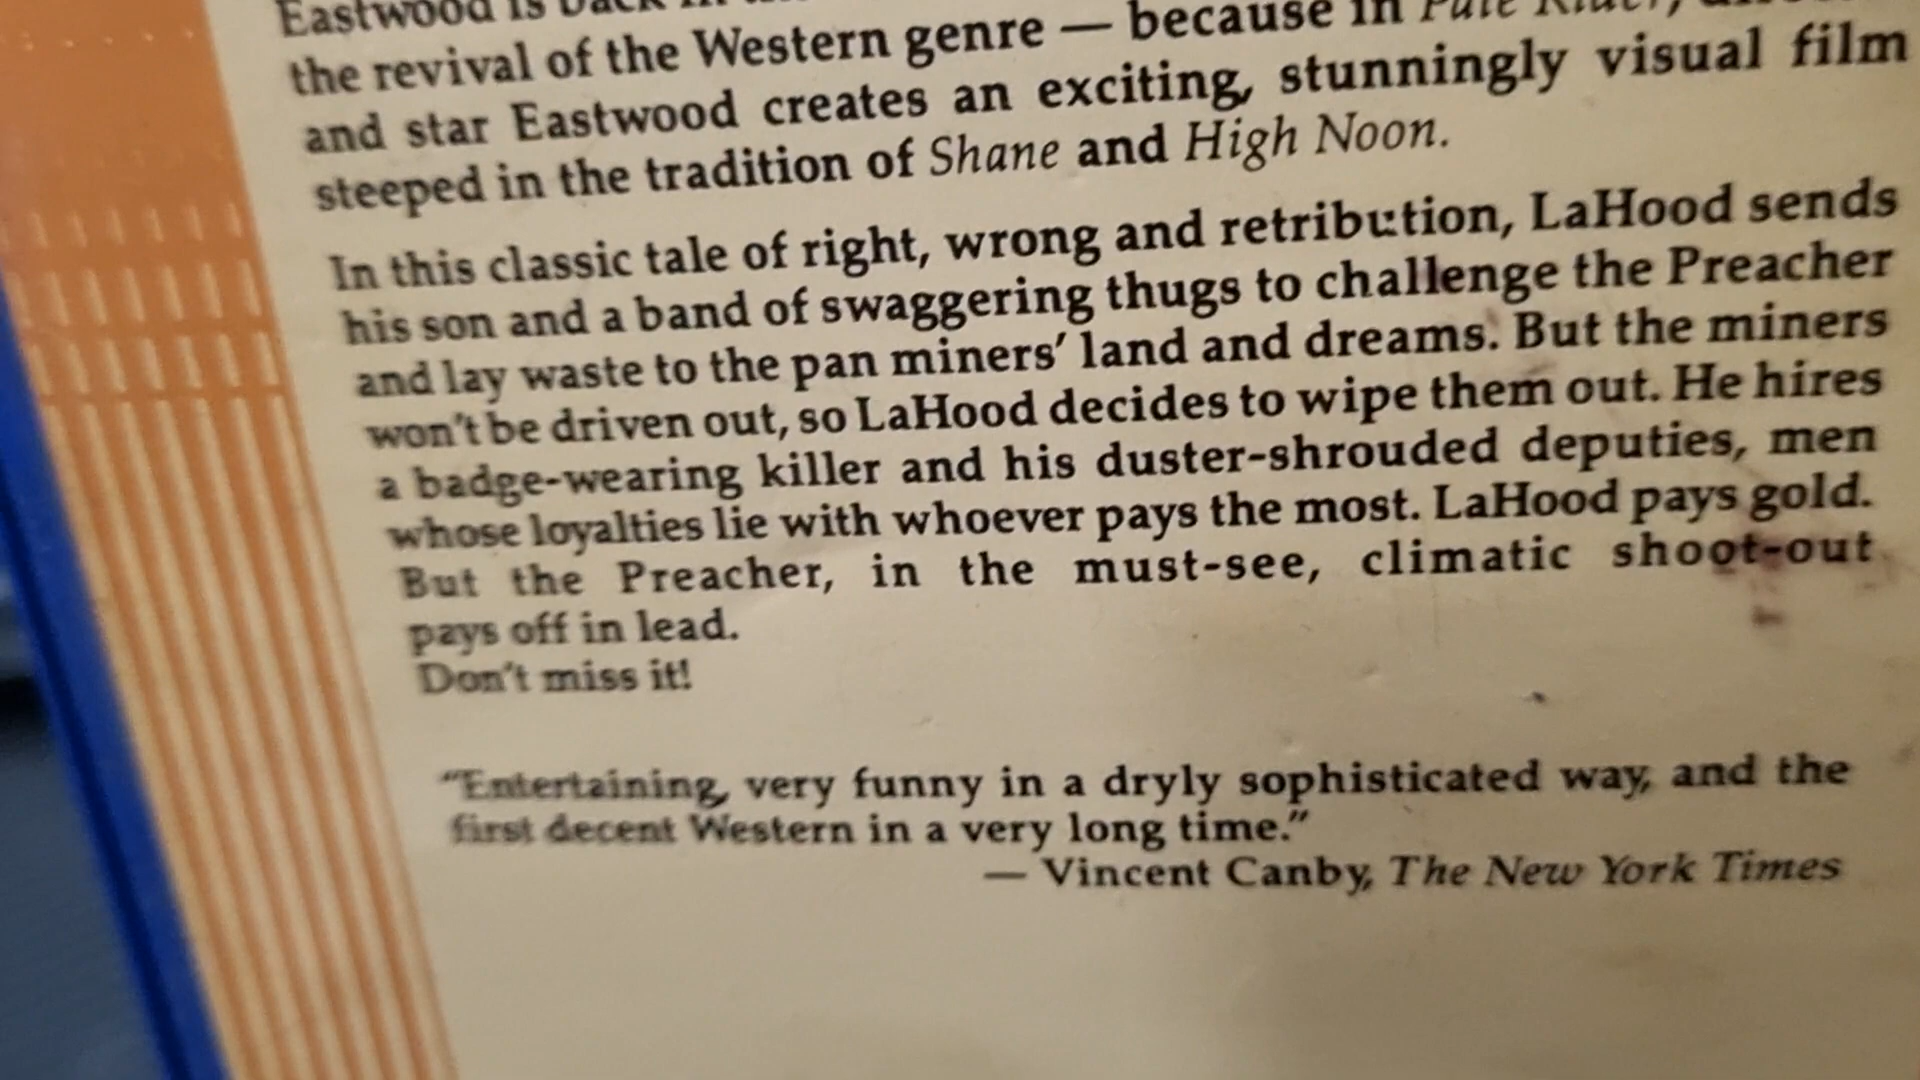 Eastwood is back in
the revival of the Western genre — because in Pale Rider,
and star Eastwood creates an exciting, stunningly visual film
steeped in the tradition of Shane and High Noon.
In this classic tale of right, wrong and retribution, LaHood sends
his son and a band of swaggering thugs to challenge the Preacher
and lay waste to the pan miners' land and dreams. But the miners
won't be driven out, so LaHood decides to wipe them out. He hires
a badge-wearing killer and his duster-shrouded deputies, men
whose loyalties lie with whoever pays the most. LaHood pays gold.
But the Preacher, in the must-see, climatic shoot-out
pays off in lead.
Don't miss it!
"Entertaining, very funny in a dryly sophisticated way, and the
first decent Western in a very long time."
— Vincent Canby, The New York Times